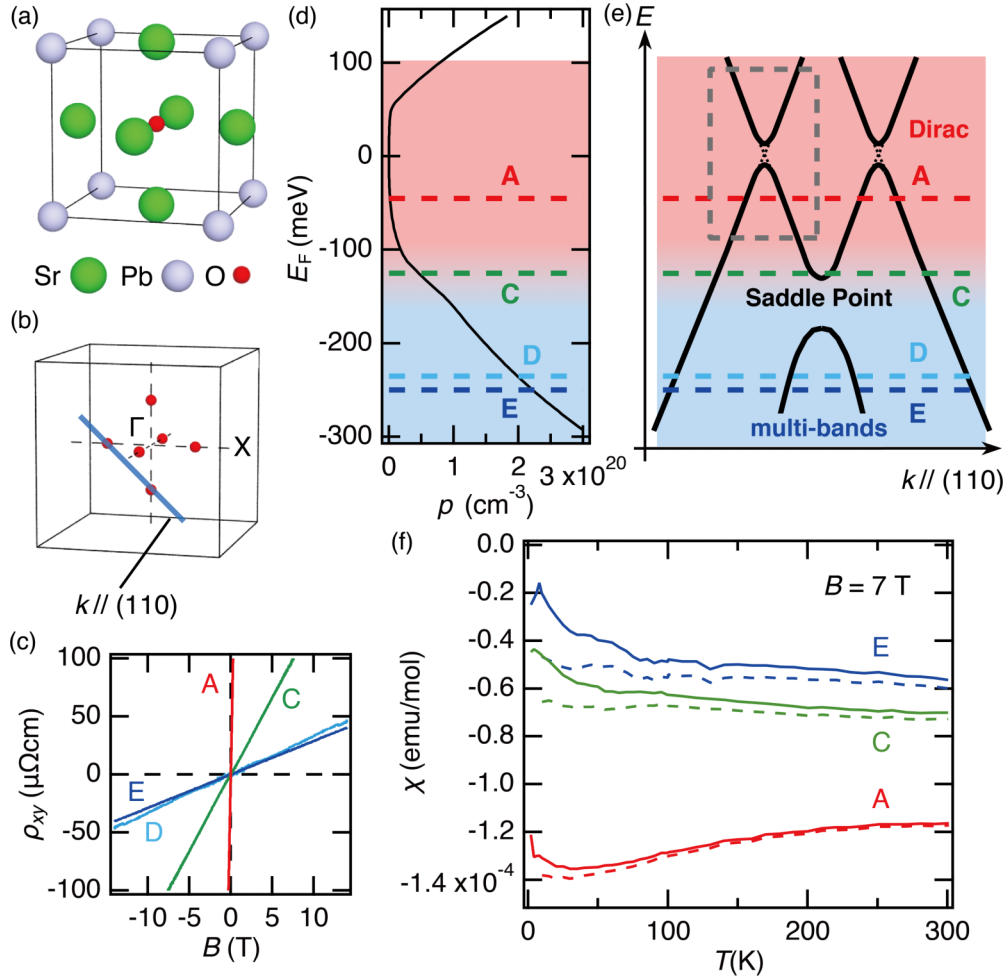 (a)
Sr Pb O
(b)
Γ
X
k // (110)
(c)
100
50
0
-50
-100
ρxy (μΩcm)
A
C
E
D
-10 -5 0 5 10
B (T)
(d)
100
0
-100
-200
-300
EF (meV)
A
C
D
E
0 1 2 3 x10^20
p (cm^-3)
(e)
E
Dirac
A
Saddle Point
C
D
E
multi-bands
k // (110)
(f)
0.0
-0.2
-0.4
-0.6
-0.8
-1.0
-1.2
-1.4 x10^-4
χ (emu/mol)
B = 7 T
E
C
A
0 100 200 300
T(K)